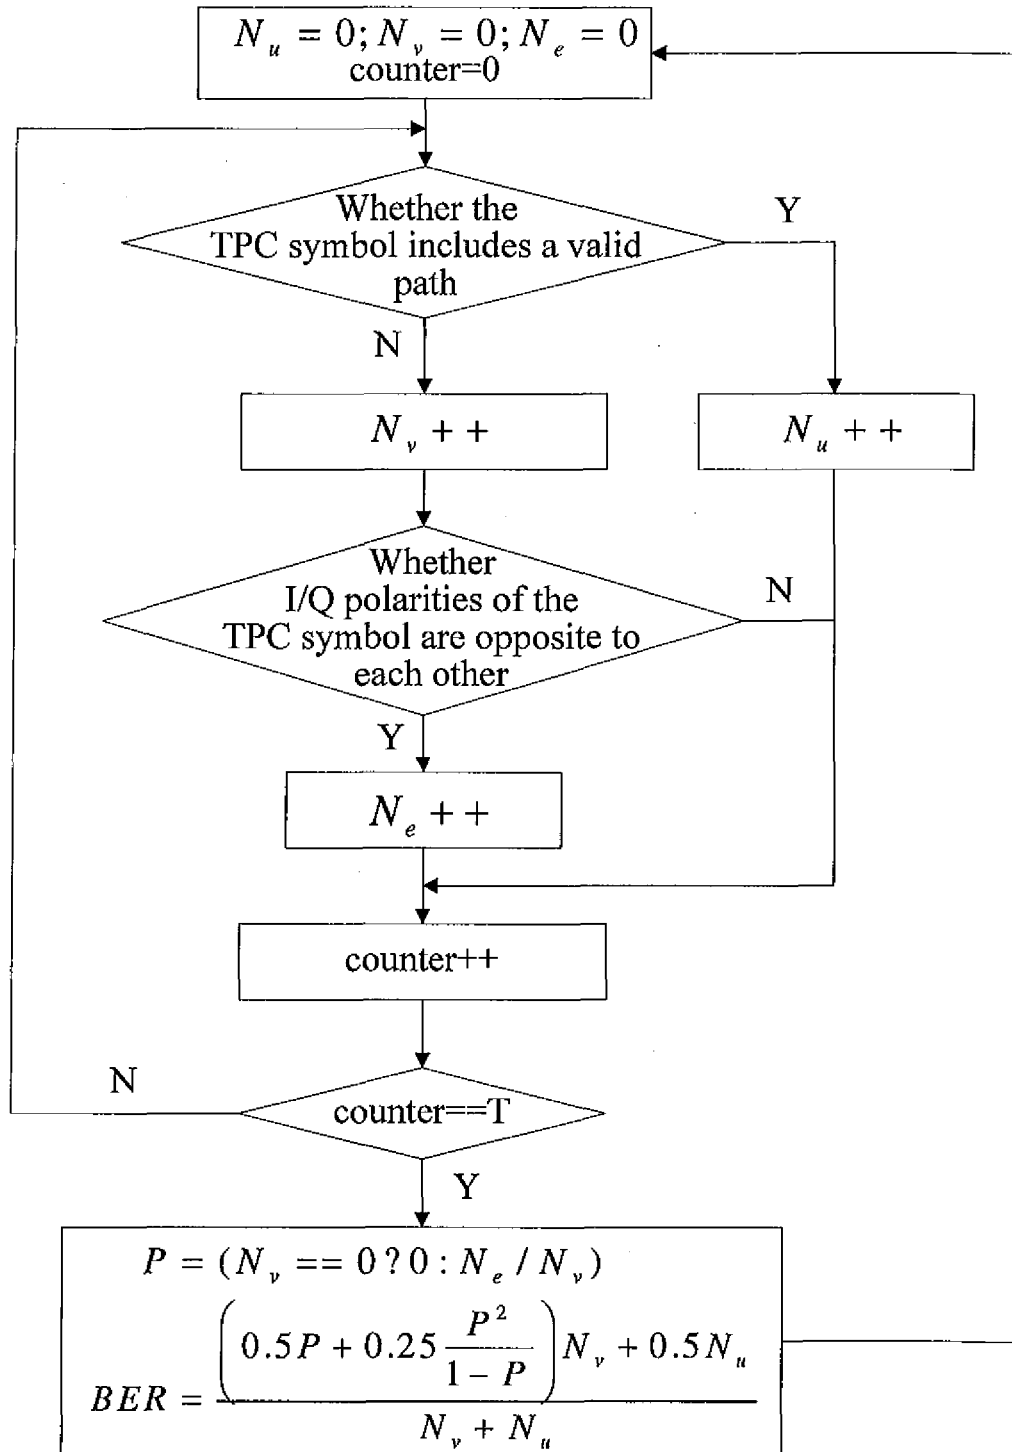 N_u = 0; N_v = 0; N_e = 0
counter=0
Whether the
TPC symbol includes a valid
path
Y
N
N_v + +
N_u + +
Whether
I/Q polarities of the
TPC symbol are opposite to
each other
N
Y
N_e + +
counter++
N
counter==T
Y
P = (N_v == 0 ? 0 : N_e / N_v)
BER = ((0.5P + 0.25 P^2/(1 - P)) N_v + 0.5 N_u)/(N_v + N_u)